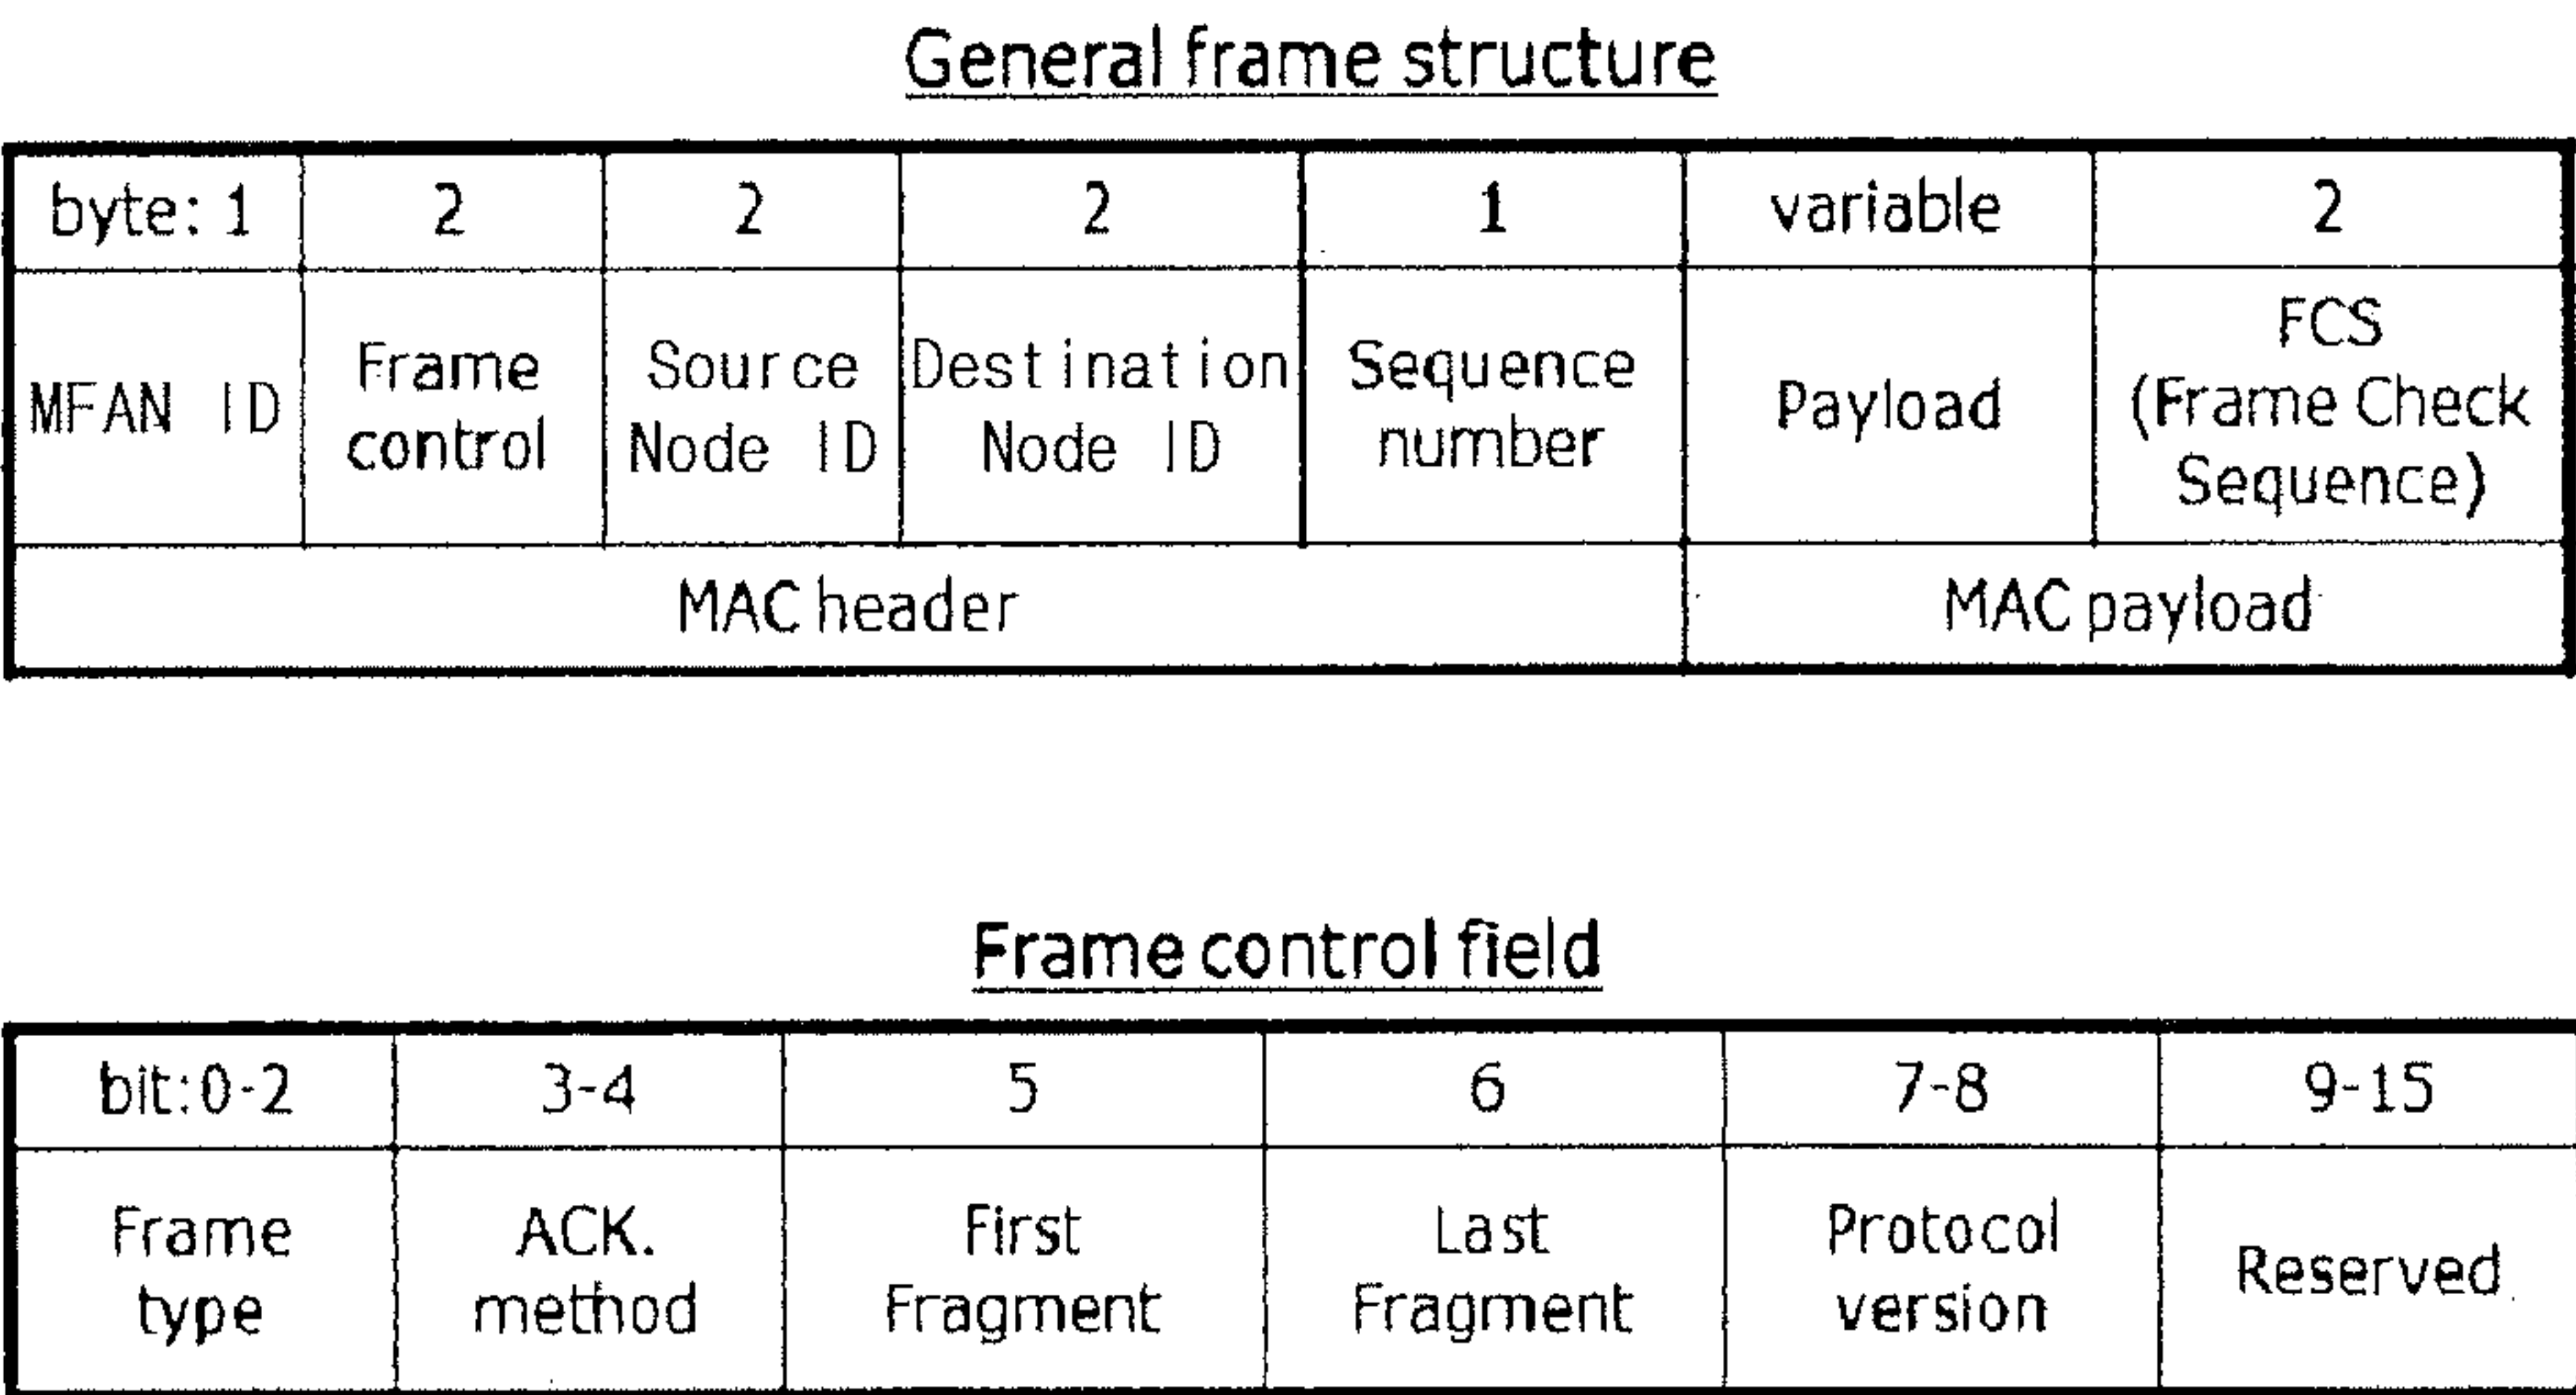 General frame structure
byte: 1 2 2 2 1 variable 2
MFAN ID Frame control Source Node ID Destination Node ID Sequence number Payload FCS (Frame Check Sequence)
MAC header MAC payload
Frame control field
bit:0-2 3-4 5 6 7-8 9-15
Frame type ACK. method First Fragment Last Fragment Protocol version Reserved